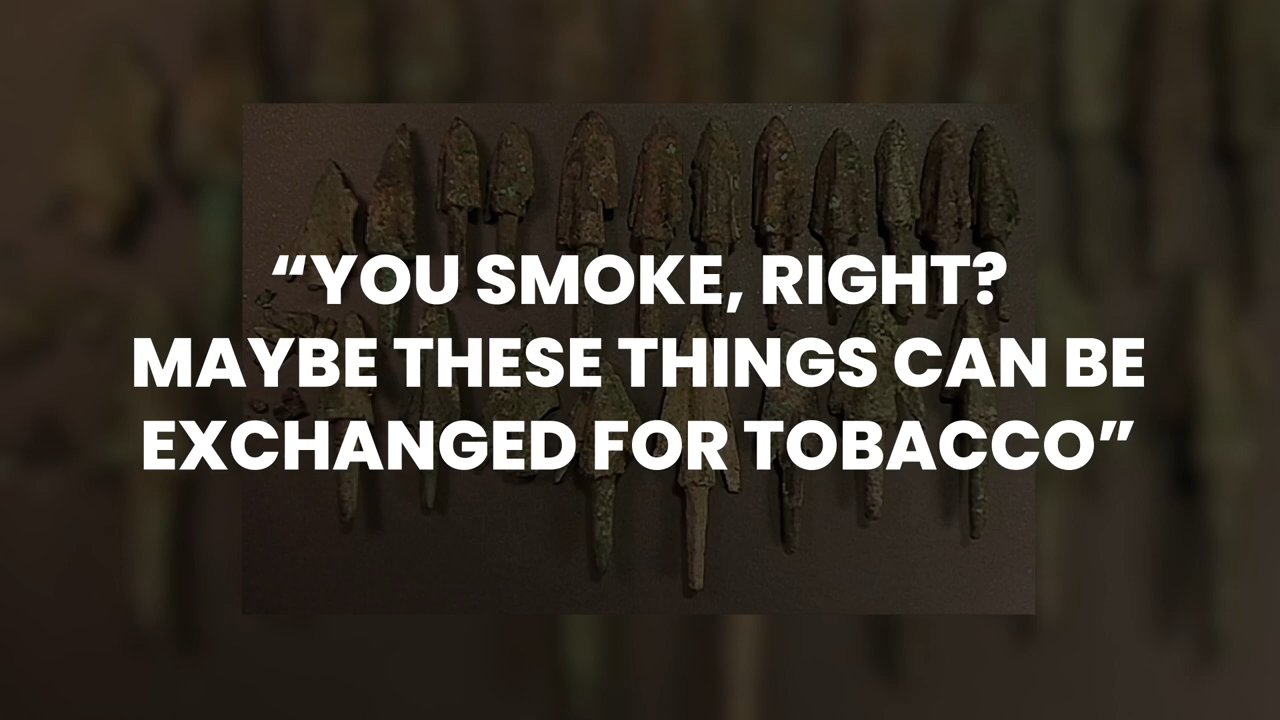 “YOU SMOKE, RIGHT?
MAYBE THESE THINGS CAN BE
EXCHANGED FOR TOBACCO”